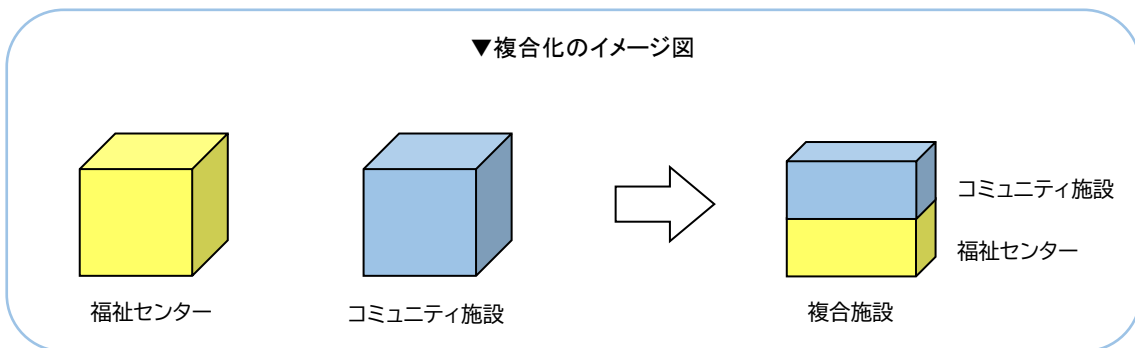 ▼複合化のイメージ図
コミュニティ施設
福祉センター
福祉センター
コミュニティ施設
複合施設